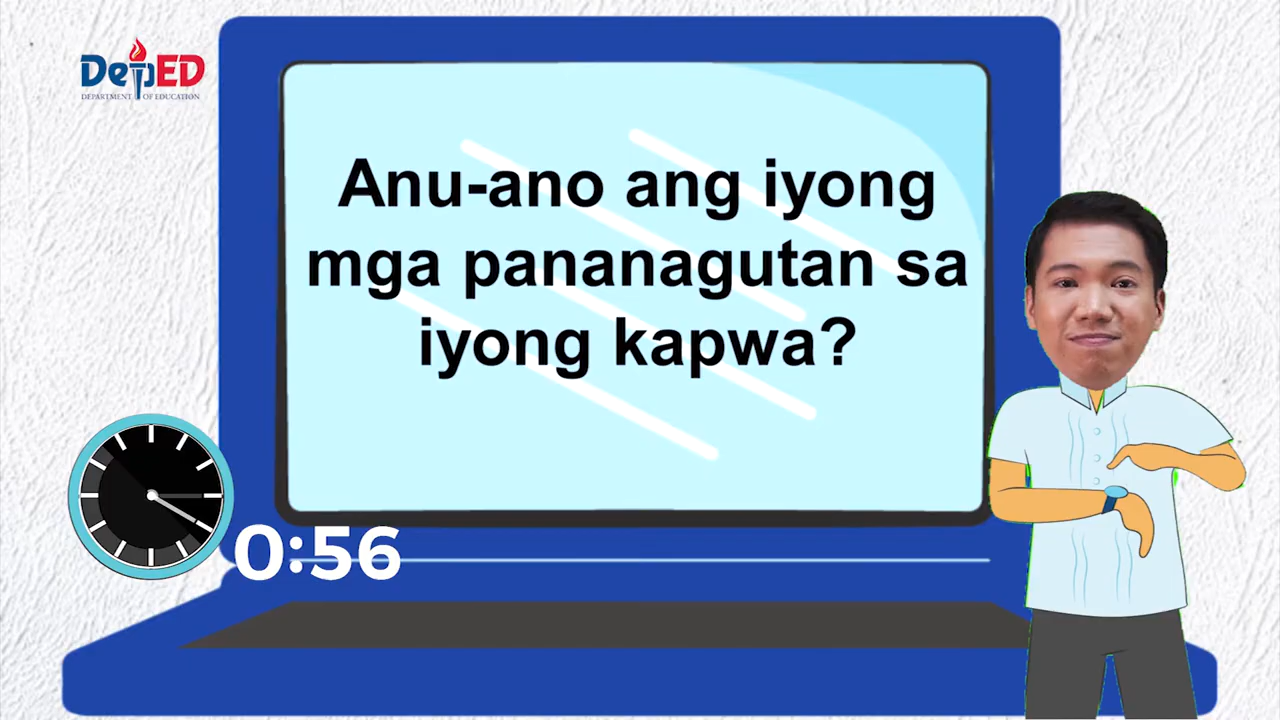 DepED
DEPARTMENT OF EDUCATION
Anu-ano ang iyong
mga pananagutan sa
iyong kapwa?
0:56